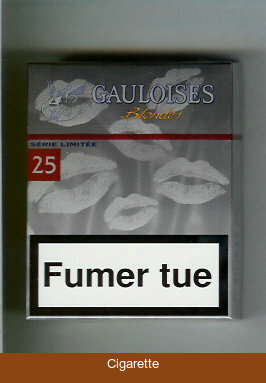 GAULOISES
Blondes
SÉRIE LIMITÉE
25
Fumer tue
Cigarette